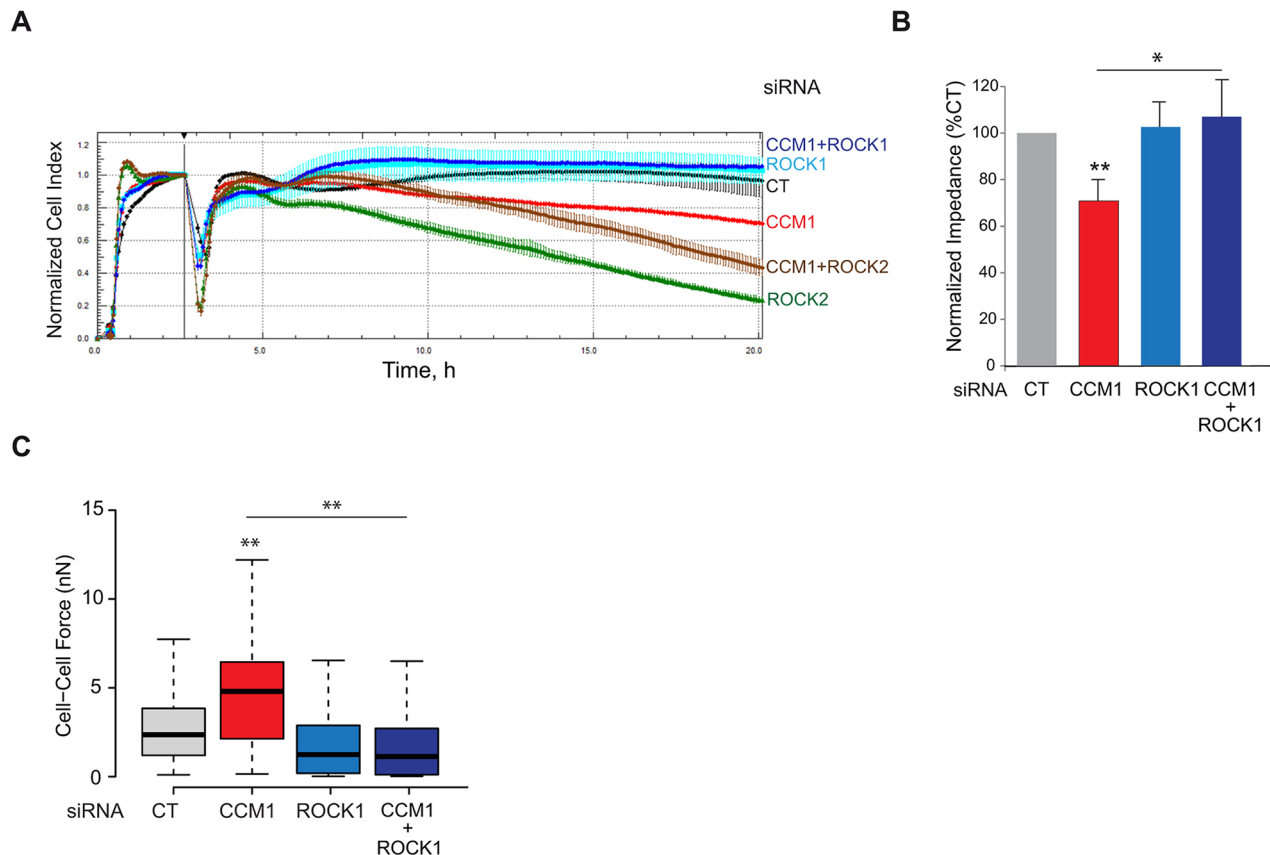 A
siRNA
Normalized Cell Index
1.2
1.0
0.8
0.6
0.4
0.2
0.0
0.0
5.0
10.0
15.0
20.0
Time, h
CCM1+ROCK1
ROCK1
CT
CCM1
CCM1+ROCK2
ROCK2
B
Normalized Impedance (%CT)
120
100
80
60
40
20
0
*
**
siRNA CT CCM1 ROCK1 CCM1
+
ROCK1
C
Cell-Cell Force (nN)
15
10
5
0
**
**
siRNA CT CCM1 ROCK1 CCM1
+
ROCK1